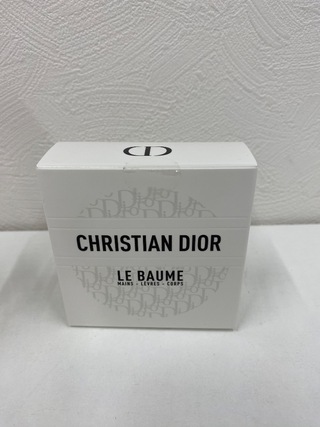 CD
CHRISTIAN DIOR
LE BAUME
MAINS - LÈVRES - CORPS